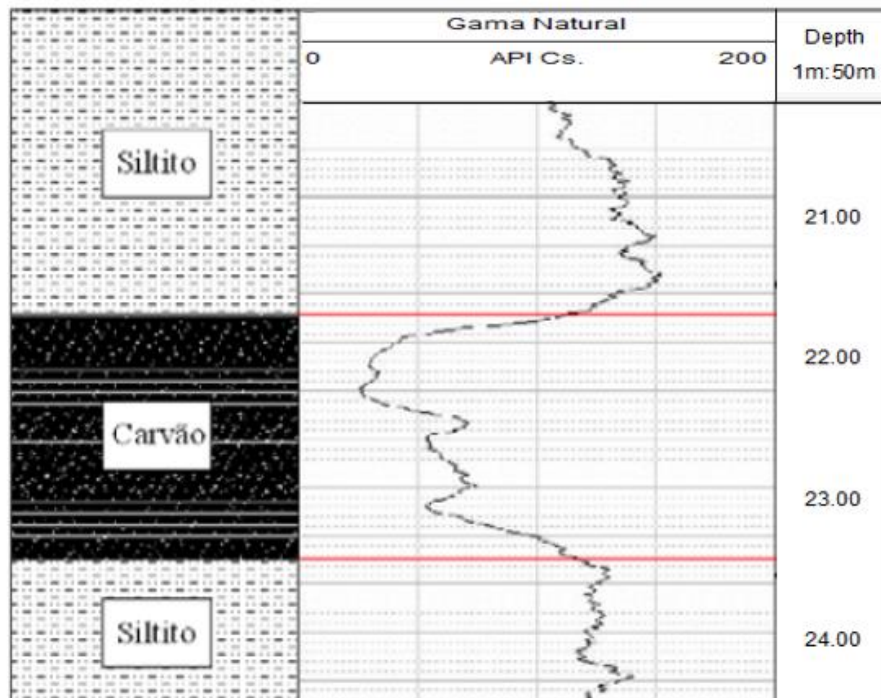 Gama Natural
0 API Cs. 200
Depth
1m:50m
Siltito
21.00
22.00
Carvão
23.00
Siltito
24.00